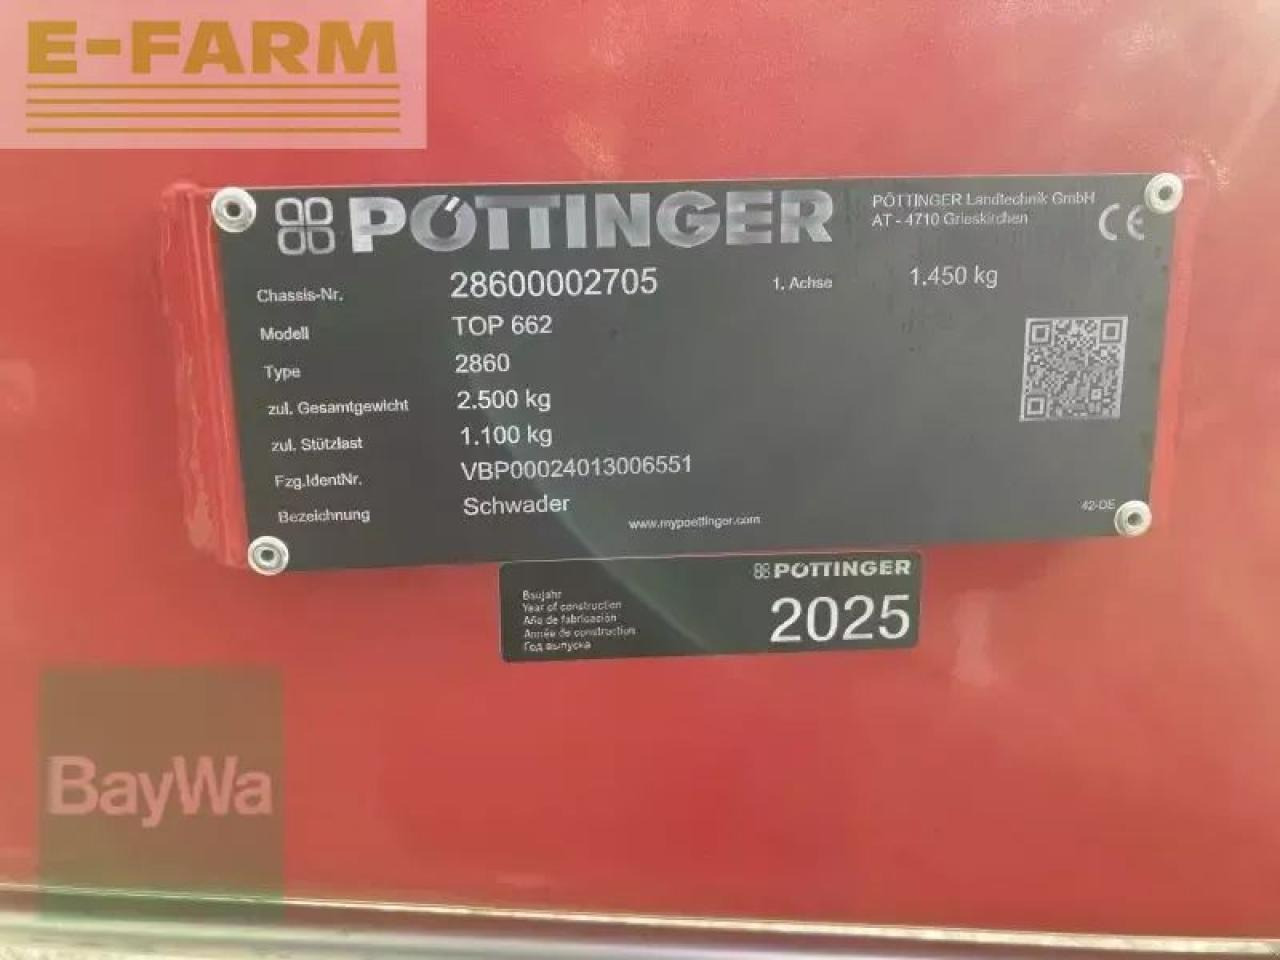 E-FARM
PÖTTINGER
PÖTTINGER Landtechnik GmbH
AT - 4710 Grieskirchen
CE
Chassis-Nr. 28600002705 1. Achse 1.450 kg
Modell TOP 662
Type 2860
zul. Gesamtgewicht 2.500 kg
zul. Stützlast 1.100 kg
Fzg.IdentNr. VBP00024013006551
Bezeichnung Schwader
www.mypoettinger.com
42-DE
PÖTTINGER
Baujahr
Year of construction
Año de fabricación
Année de construction
Год выпуска
2025
BayWa